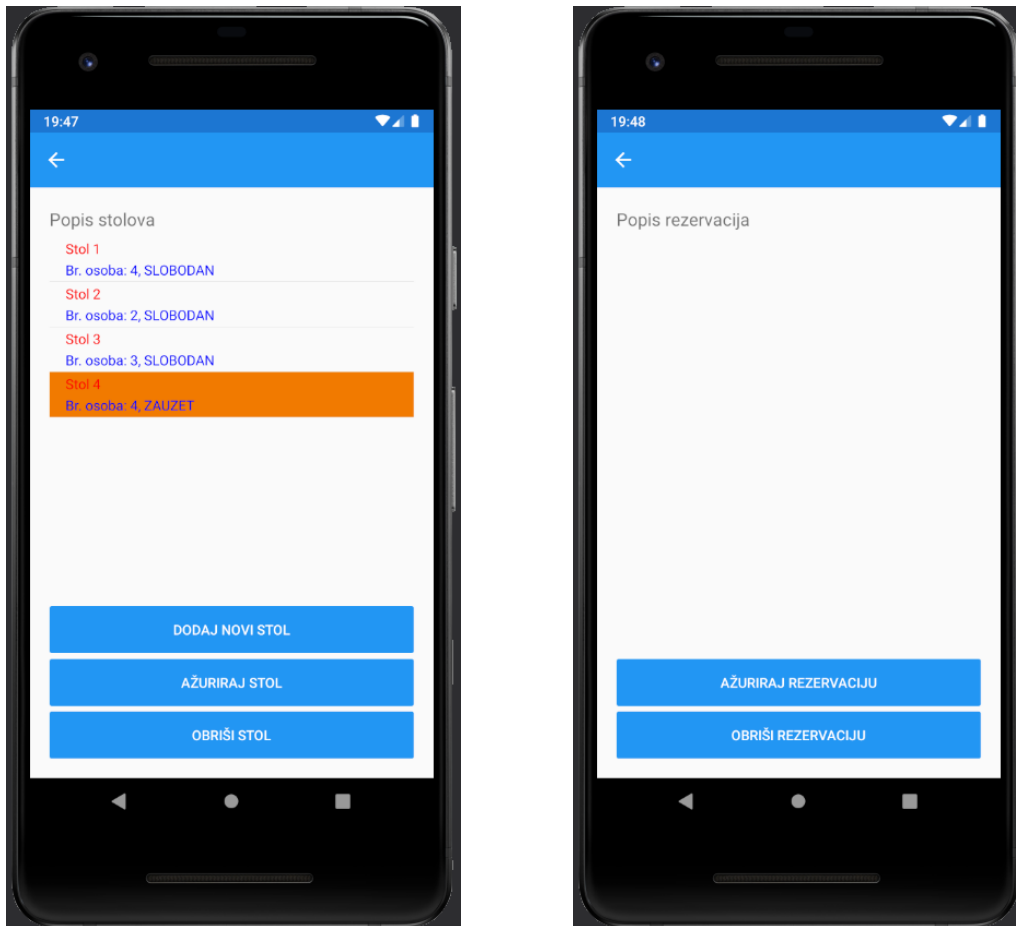 19:47
Popis stolova
Stol 1
Br. osoba: 4, SLOBODAN
Stol 2
Br. osoba: 2, SLOBODAN
Stol 3
Br. osoba: 3, SLOBODAN
Stol 4
Br. osoba: 4, ZAUZET
DODAJ NOVI STOL
AŽURIRAJ STOL
OBRIŠI STOL
19:48
Popis rezervacija
AŽURIRAJ REZERVACIJU
OBRIŠI REZERVACIJU